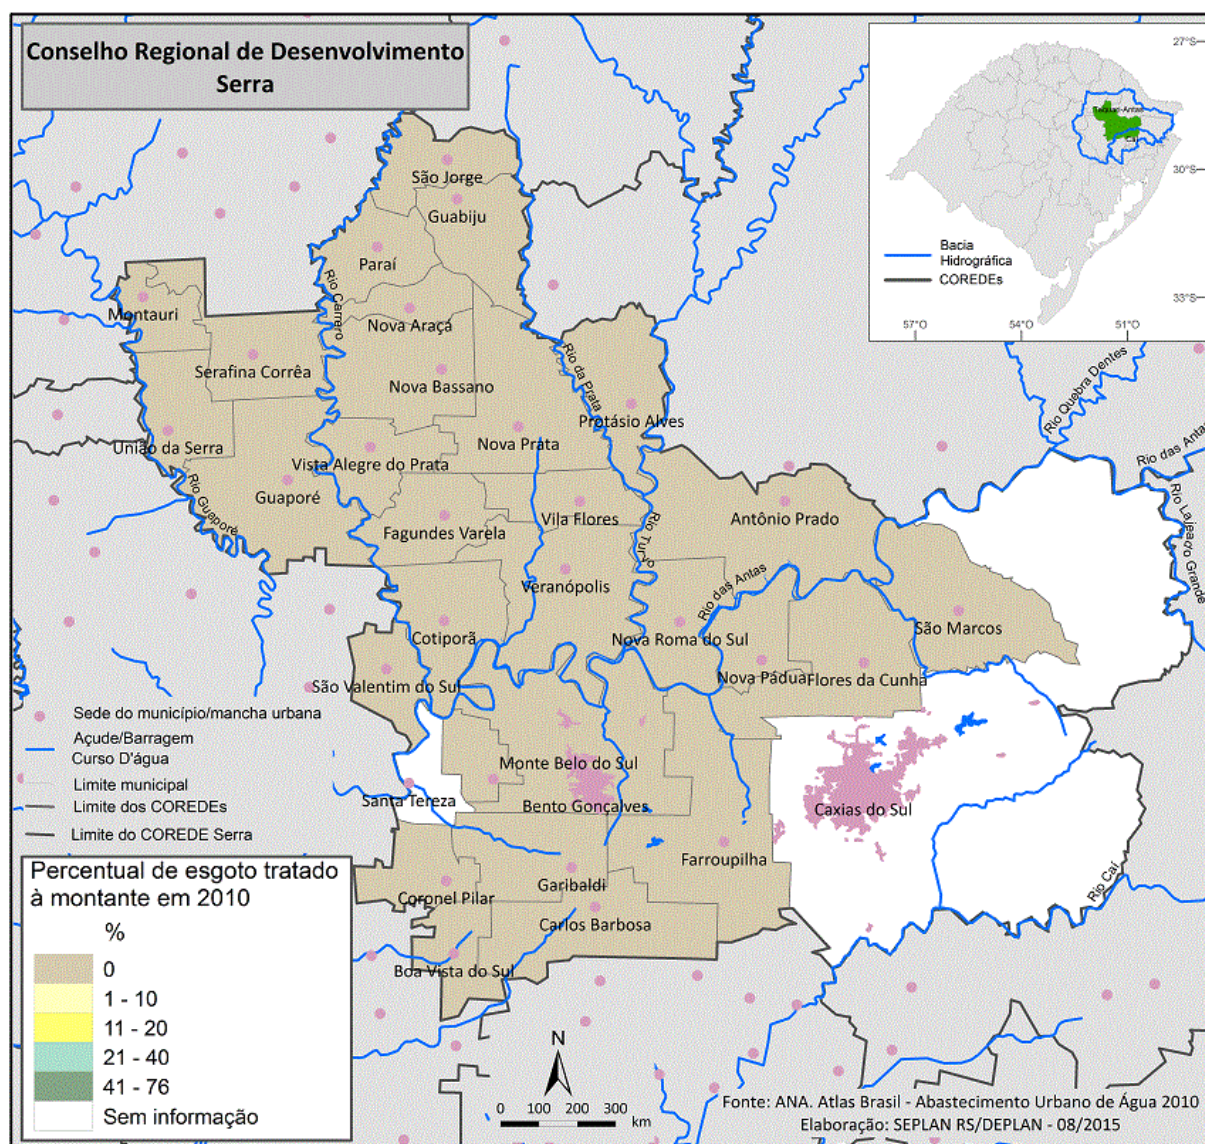 Conselho Regional de Desenvolvimento
Serra
27°S
30°S
33°S
57°O
54°O
51°O
Taquari-Antas
Caí
Bacia
Hidrográfica
COREDEs
São Jorge
Guabiju
Paraí
Rio Carrero
Nova Araçá
Montauri
Serafina Corrêa
Nova Bassano
Rio da Prata
Protásio Alves
Rio Quebra Dentes
Rio das Antas
Rio Lajeado Grande
União da Serra
Nova Prata
Vista Alegre do Prata
Guaporé
Rio Guaporé
Fagundes Varela
Vila Flores
Rio Turvo
Antônio Prado
Veranópolis
Rio das Antas
Cotiporã
Nova Roma do Sul
São Marcos
São Valentim do Sul
Nova Pádua
Flores da Cunha
Monte Belo do Sul
Santa Tereza
Bento Gonçalves
Caxias do Sul
Farroupilha
Garibaldi
Coronel Pilar
Carlos Barbosa
Boa Vista do Sul
Rio Caí
Sede do município/mancha urbana
Açude/Barragem
Curso D'água
Limite municipal
Limite dos COREDEs
Limite do COREDE Serra
Percentual de esgoto tratado
à montante em 2010
%
0
1 - 10
11 - 20
21 - 40
41 - 76
Sem informação
N
0 100 200 300
km
Fonte: ANA. Atlas Brasil - Abastecimento Urbano de Água 2010
Elaboração: SEPLAN RS/DEPLAN - 08/2015